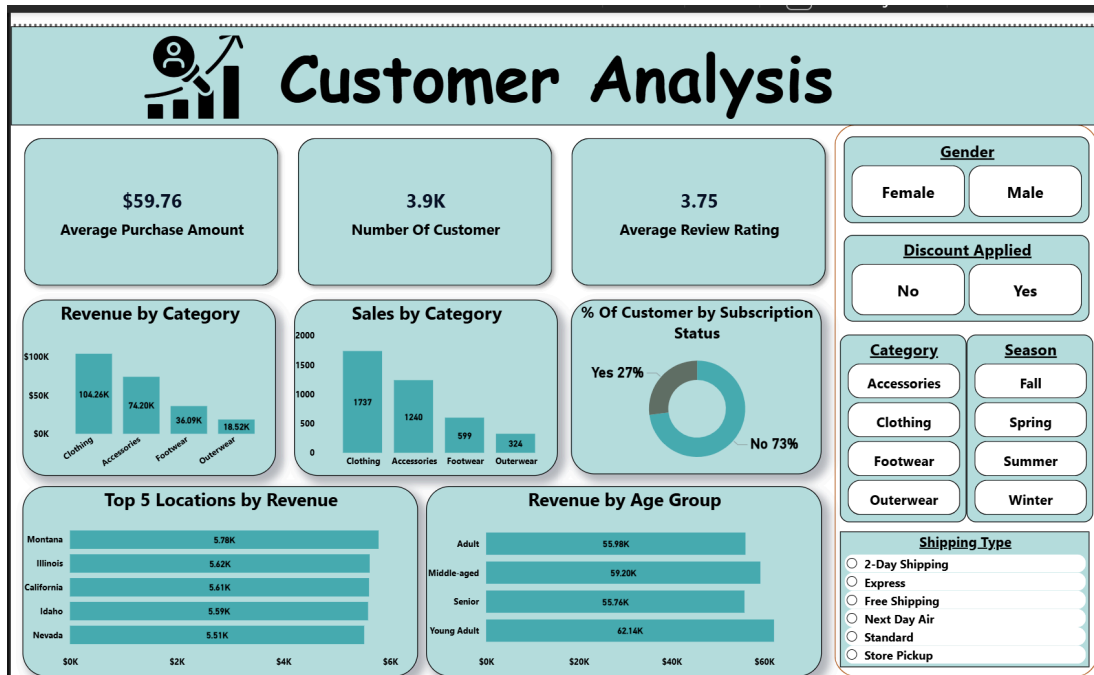 Customer Analysis
$59.76
Average Purchase Amount
3.9K
Number Of Customer
3.75
Average Review Rating
Gender
Female
Male
Discount Applied
No
Yes
Revenue by Category
$100K
$50K
$0K
104.26K
74.20K
36.09K
18.52K
Clothing
Accessories
Footwear
Outerwear
Sales by Category
2000
1500
1000
500
0
1737
1240
599
324
Clothing
Accessories
Footwear
Outerwear
% Of Customer by Subscription
Status
Yes 27%
No 73%
Category
Accessories
Clothing
Footwear
Outerwear
Season
Fall
Spring
Summer
Winter
Top 5 Locations by Revenue
Montana
5.78K
Illinois
5.62K
California
5.61K
Idaho
5.59K
Nevada
5.51K
$0K
$2K
$4K
$6K
Revenue by Age Group
Adult
55.98K
Middle-aged
59.20K
Senior
55.76K
Young Adult
62.14K
$0K
$20K
$40K
$60K
Shipping Type
2-Day Shipping
Express
Free Shipping
Next Day Air
Standard
Store Pickup